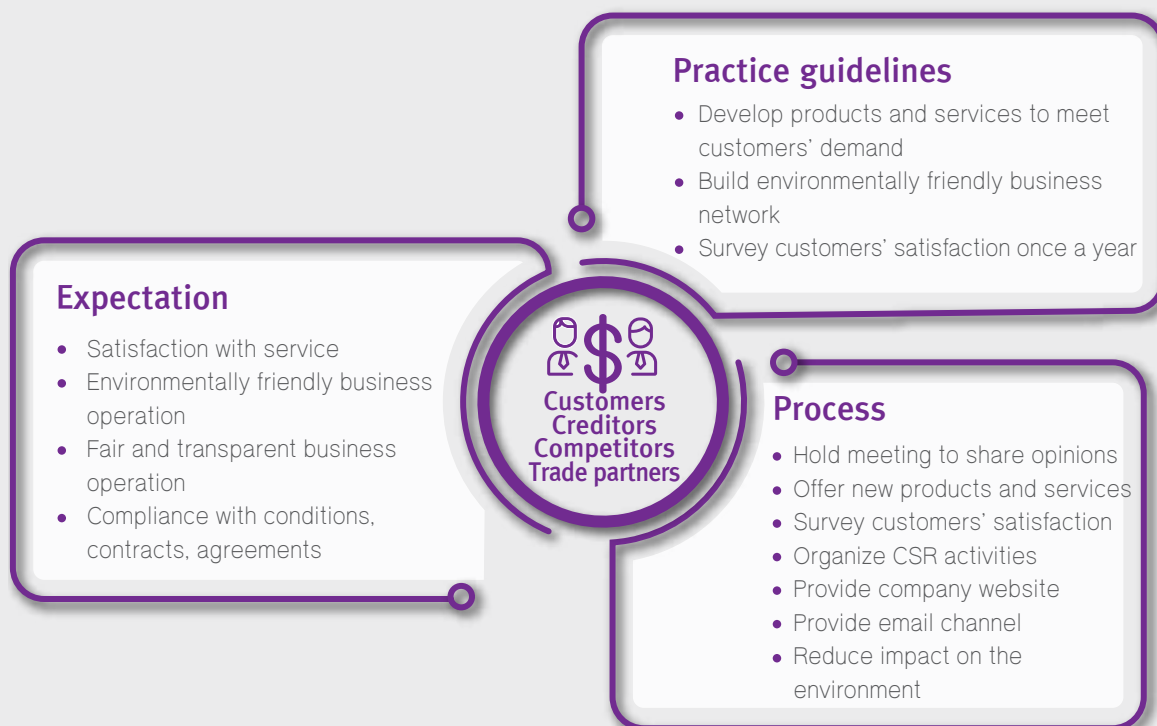 Practice guidelines
• Develop products and services to meet
customers’ demand
• Build environmentally friendly business
network
• Survey customers’ satisfaction once a year
Expectation
• Satisfaction with service
• Environmentally friendly business
operation
• Fair and transparent business
operation
• Compliance with conditions,
contracts, agreements
$
Customers
Creditors
Competitors
Trade partners
Process
• Hold meeting to share opinions
• Offer new products and services
• Survey customers’ satisfaction
• Organize CSR activities
• Provide company website
• Provide email channel
• Reduce impact on the
environment